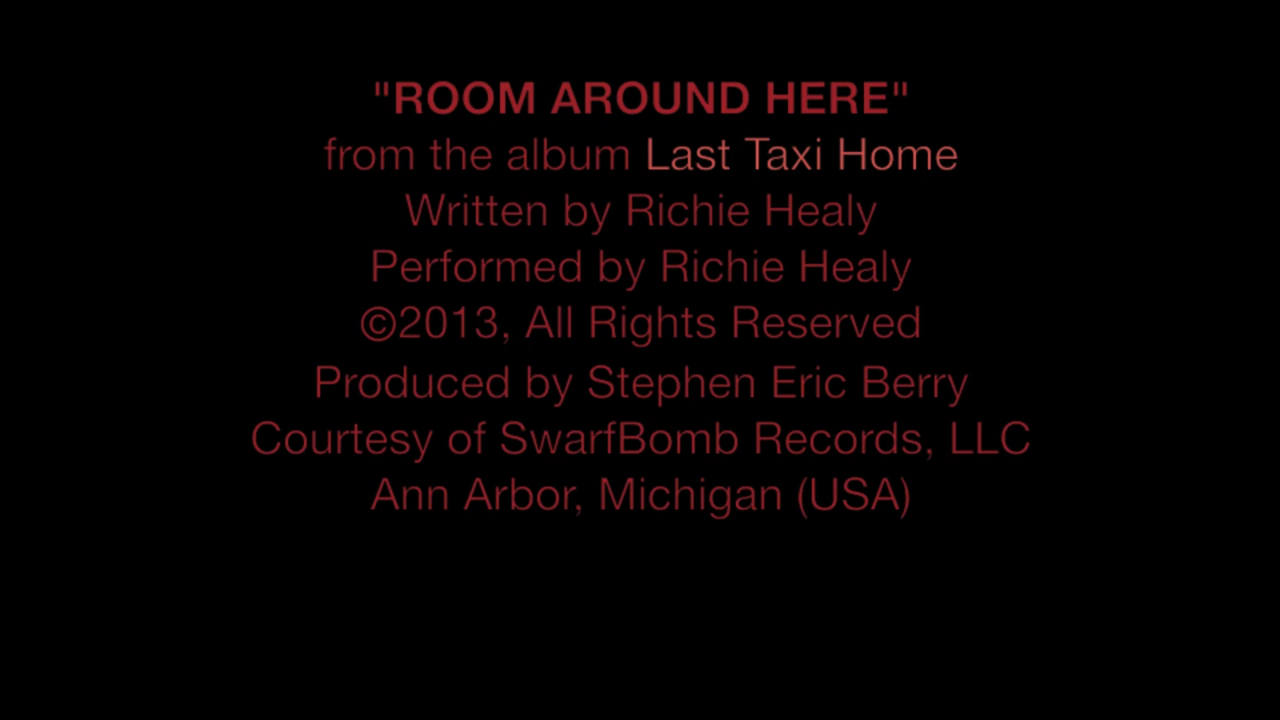 "ROOM AROUND HERE"
from the album Last Taxi Home
Written by Richie Healy
Performed by Richie Healy
©2013, All Rights Reserved
Produced by Stephen Eric Berry
Courtesy of SwarfBomb Records, LLC
Ann Arbor, Michigan (USA)